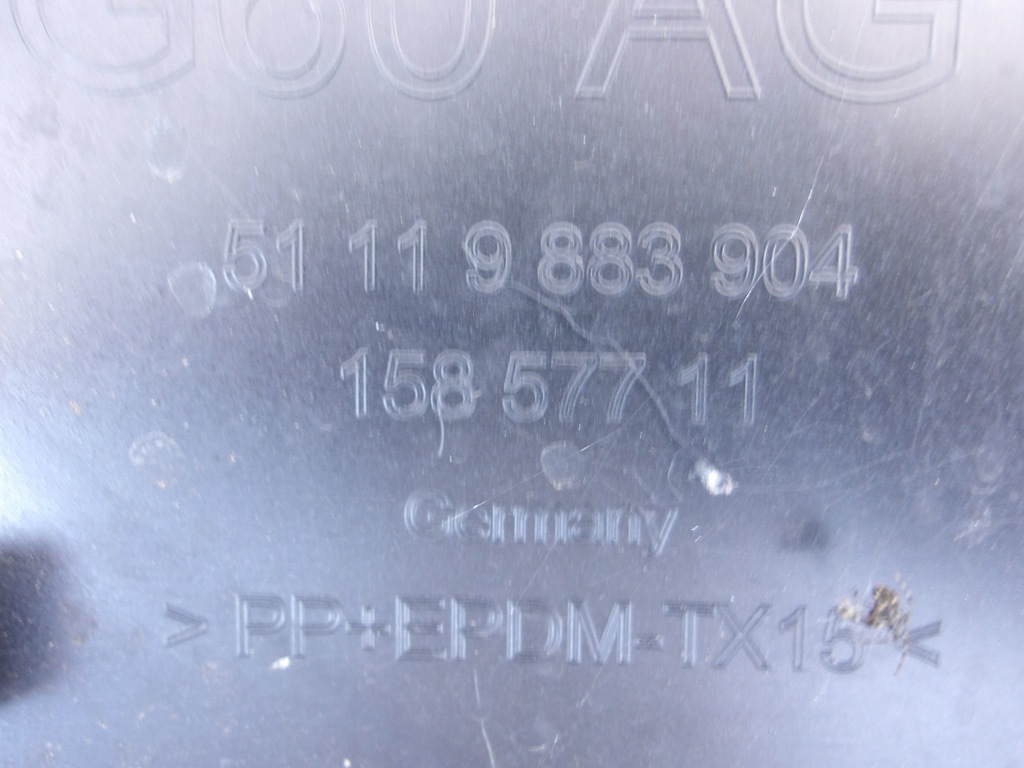 G60 AG
51 11 9 883 904
158 577 11
Germany
>PP+EPDM-TX15<